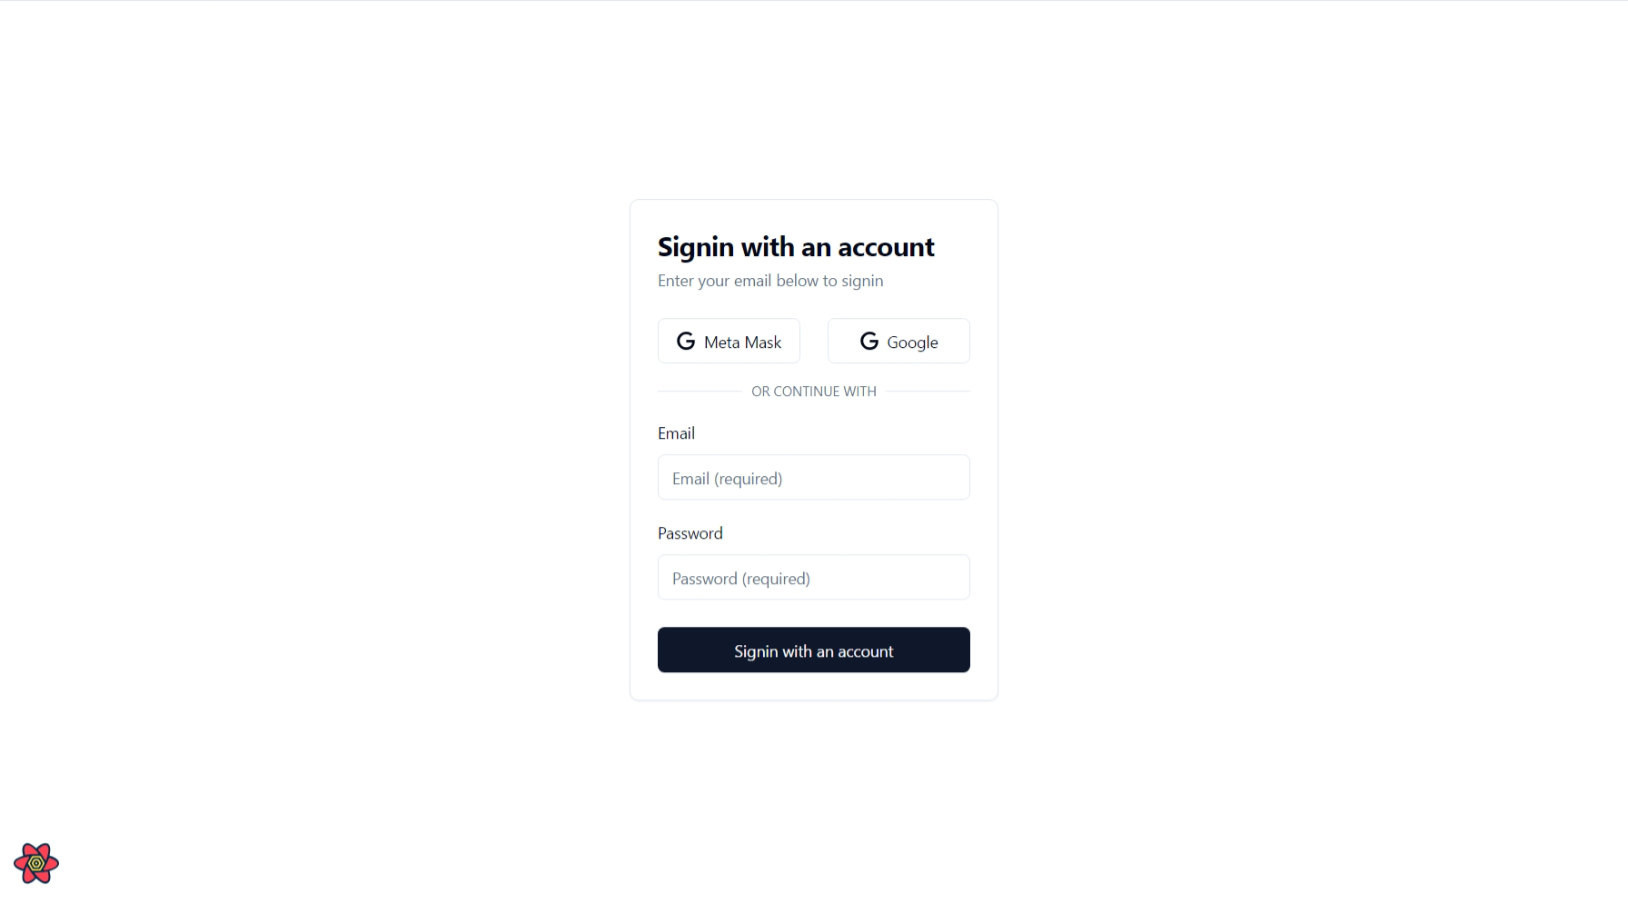 Signin with an account
Enter your email below to signin
Meta Mask
Google
OR CONTINUE WITH
Email
Email (required)
Password
Password (required)
Signin with an account